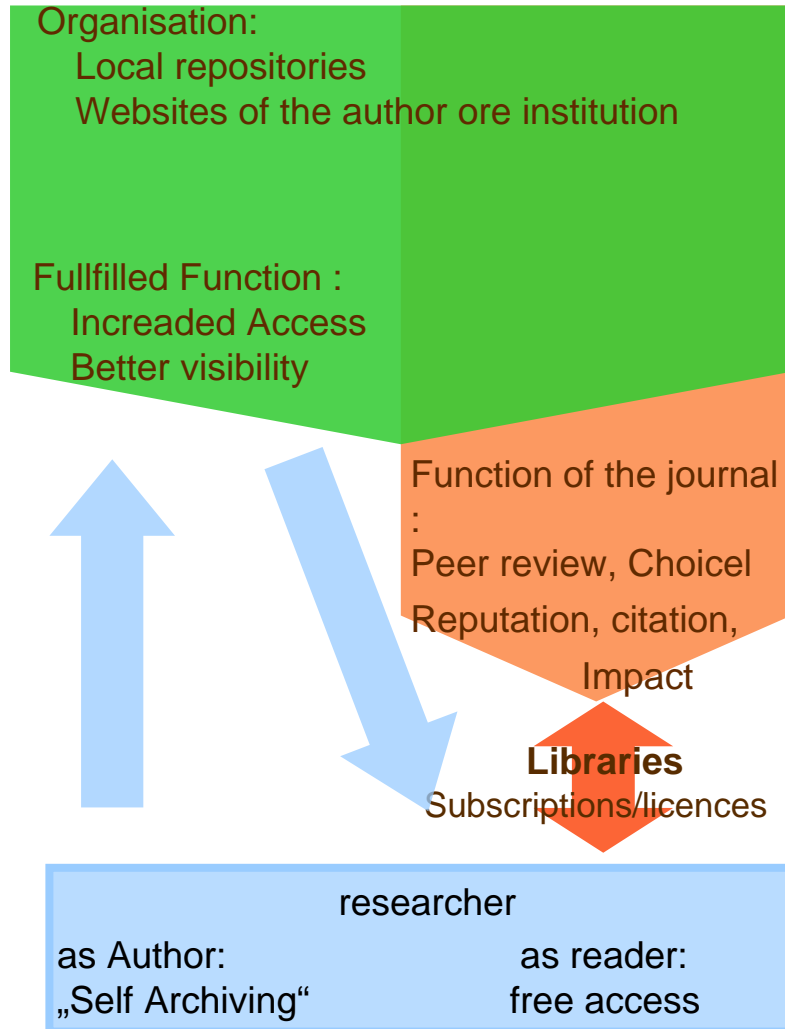 Organisation:
Local repositories
Websites of the author ore institution
Fullfilled Function :
Increaded Access
Better visibility
Function of the journal
:
Peer review, Choicel
Reputation, citation,
Impact
Libraries
Subscriptions/licences
researcher
as Author: as reader:
„Self Archiving“ free access